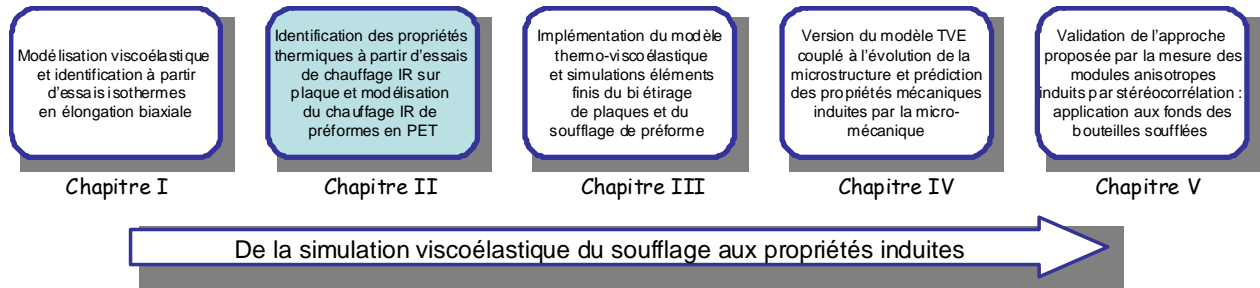 Modélisation viscoélastique
et identification à partir
d'essais isothermes
en élongation biaxiale
Chapitre I
Identification des propriétés
thermiques à partir d'essais
de chauffage IR sur
plaque et modélisation
du chauffage IR de
préformes en PET
Chapitre II
Implémentation du modèle
thermo-viscoélastique
et simulations éléments
finis du bi étirage
de plaques et du
soufflage de préforme
Chapitre III
Version du modèle TVE
couplé à l'évolution de la
microstructure et prédiction
des propriétés mécaniques
induites par la micro-
mécanique
Chapitre IV
Validation de l'approche
proposée par la mesure des
modules anisotropes
induits par stéréocorrélation :
application aux fonds des
bouteilles soufflées
Chapitre V
De la simulation viscoélastique du soufflage aux propriétés induites